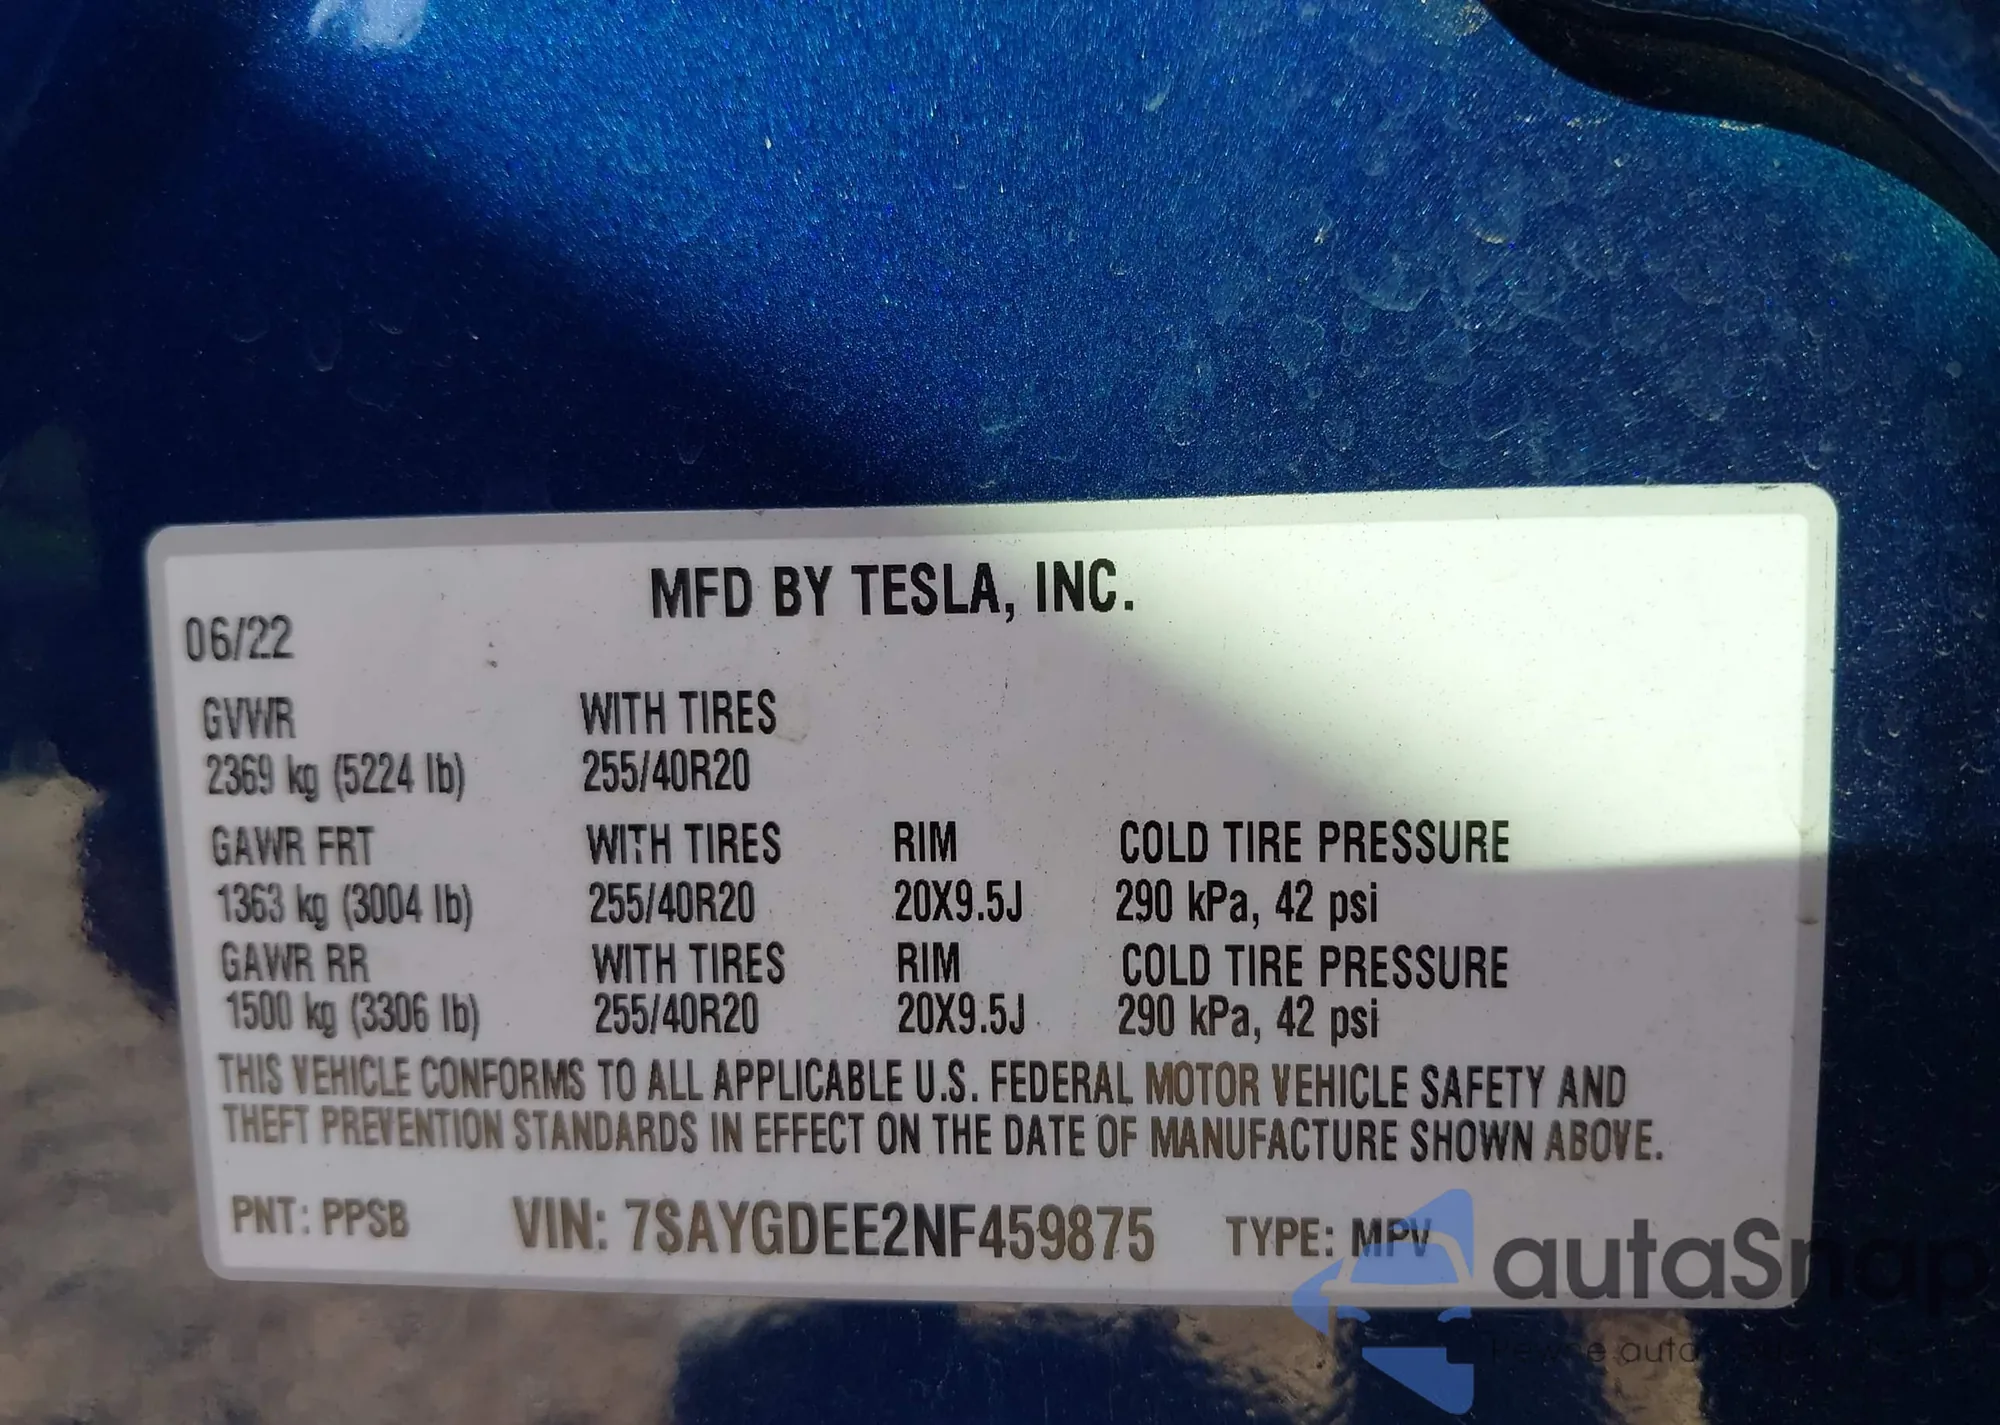 MFD BY TESLA, INC.
06/22
GVWR WITH TIRES
2369 kg (5224 lb) 255/40R20
GAWR FRT WITH TIRES RIM COLD TIRE PRESSURE
1363 kg (3004 lb) 255/40R20 20X9.5J 290 kPa, 42 psi
GAWR RR WITH TIRES RIM COLD TIRE PRESSURE
1500 kg (3306 lb) 255/40R20 20X9.5J 290 kPa, 42 psi
THIS VEHICLE CONFORMS TO ALL APPLICABLE U.S. FEDERAL MOTOR VEHICLE SAFETY AND
THEFT PREVENTION STANDARDS IN EFFECT ON THE DATE OF MANUFACTURE SHOWN ABOVE.
PNT: PPSB VIN: 7SAYGDEE2NF459875 TYPE: MPV
autaSnap